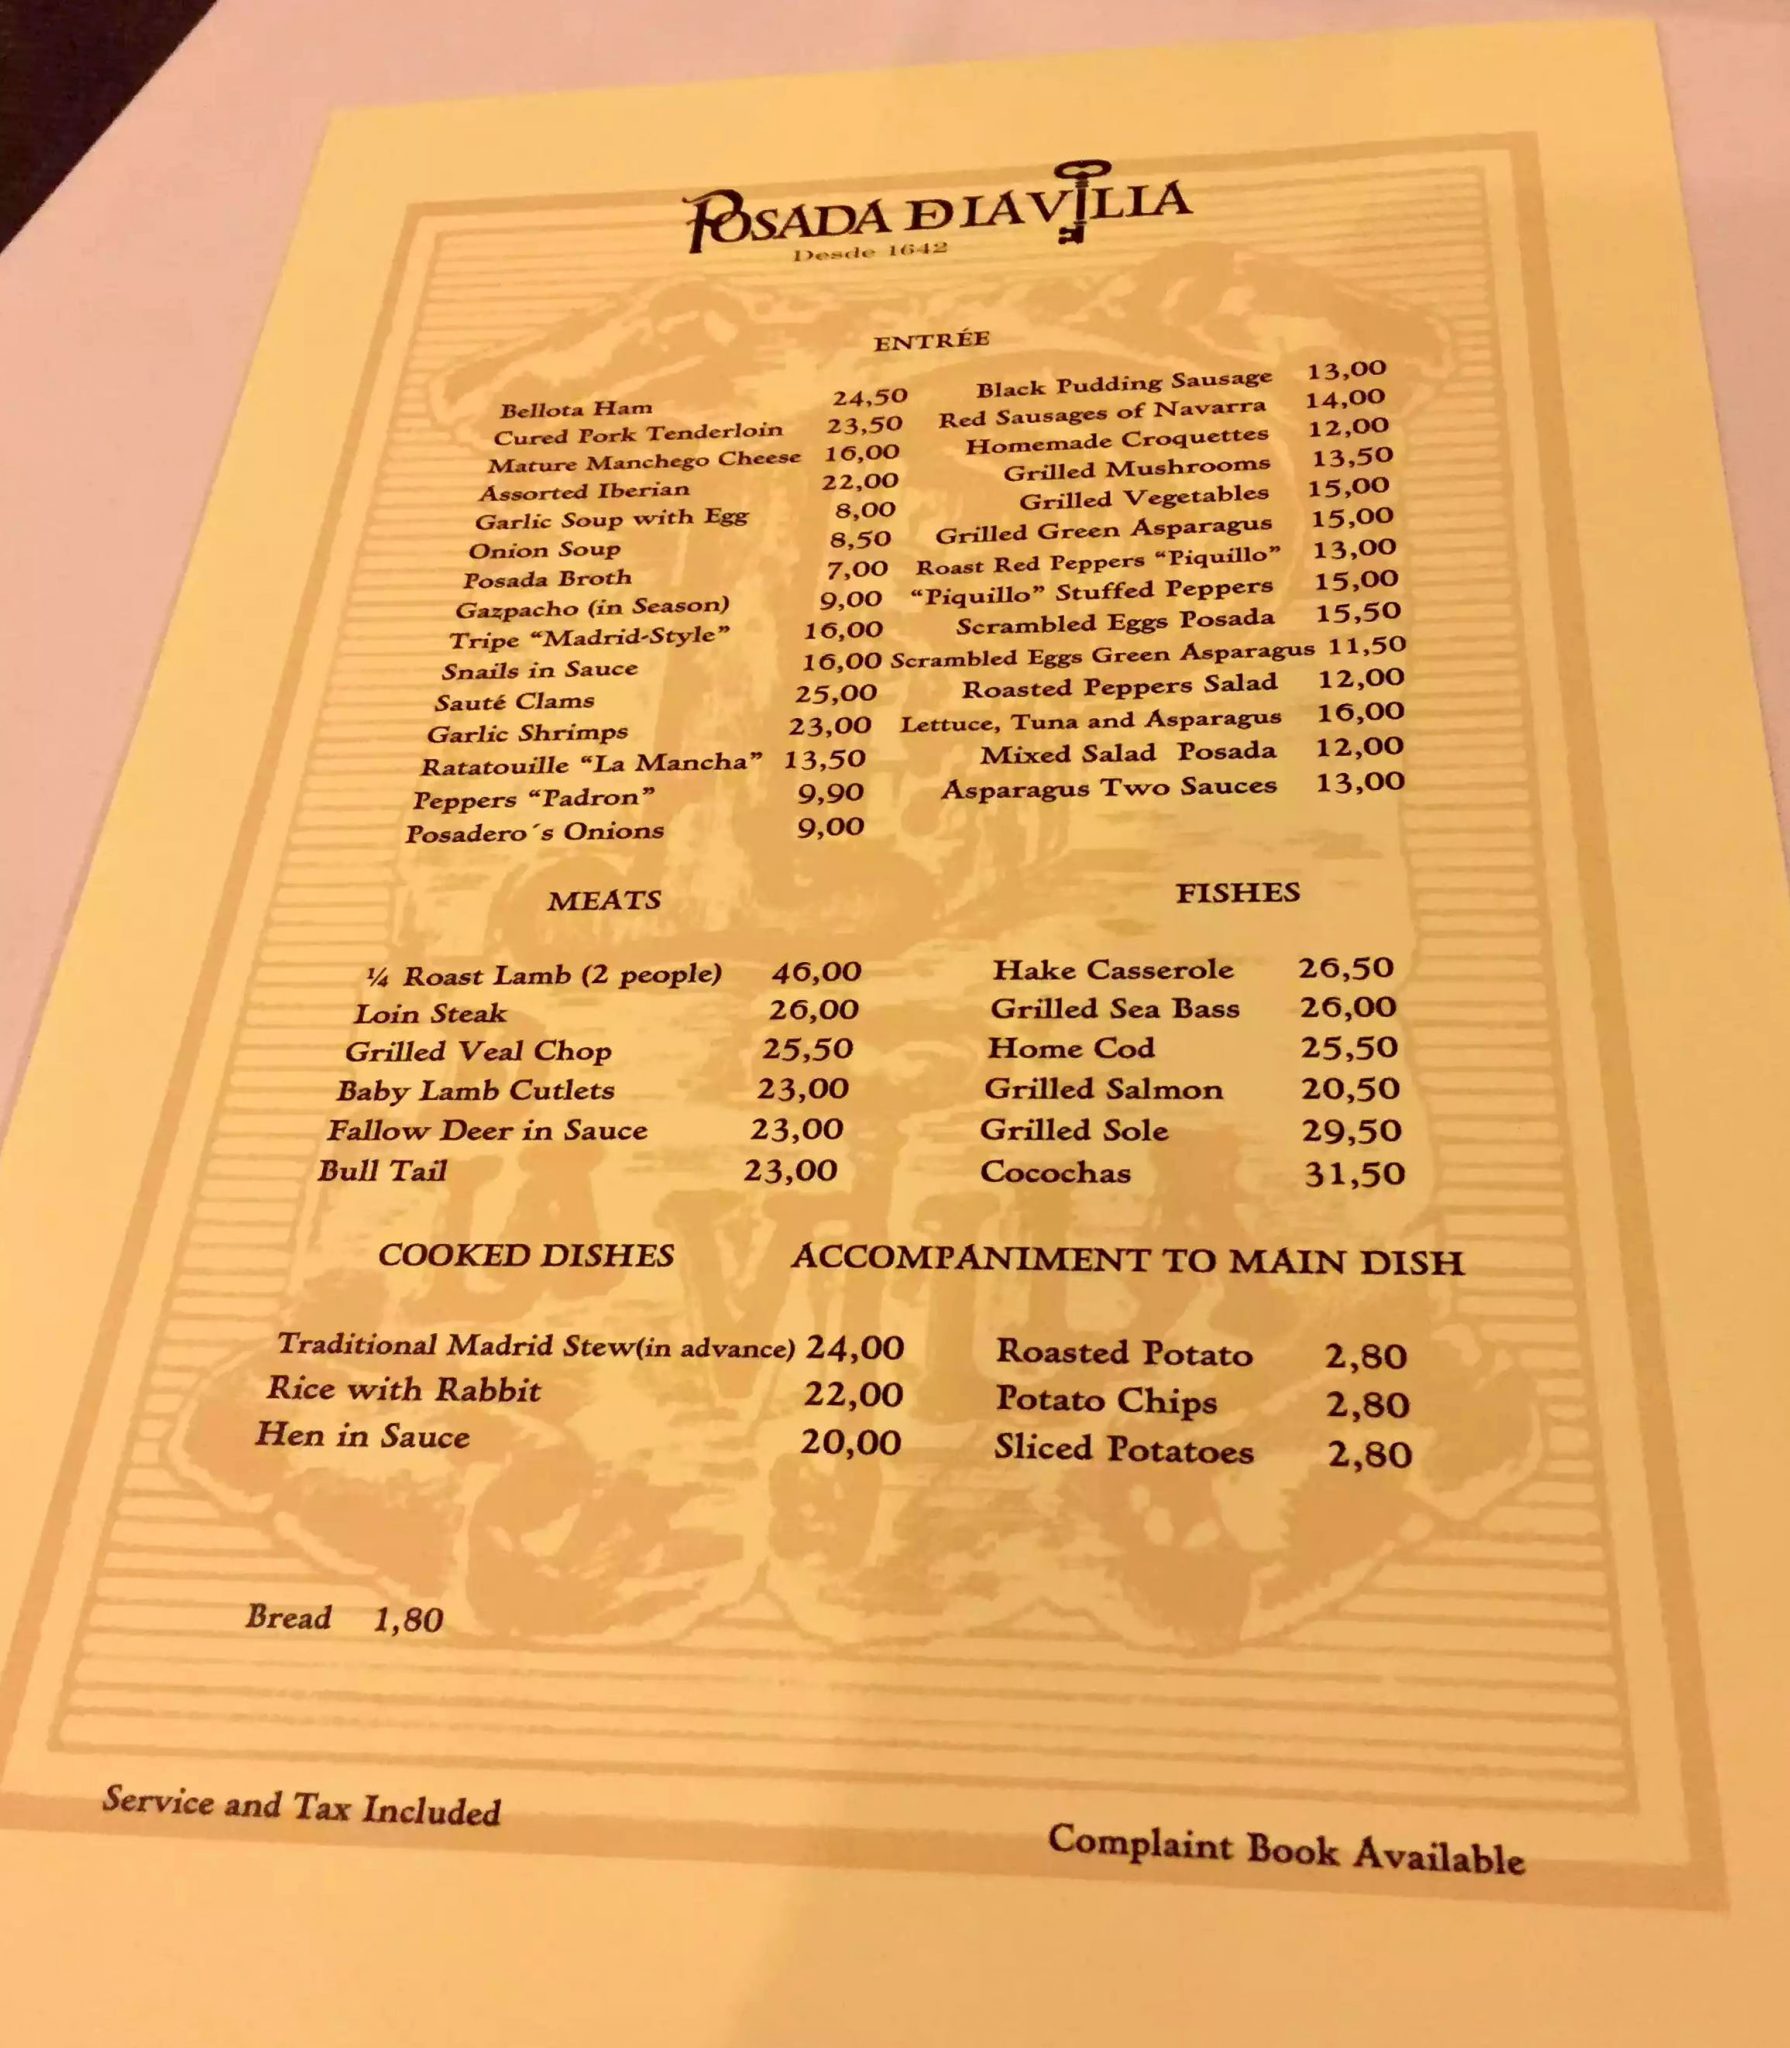 POSADA DE LA VILLA
Desde 1642
ENTRÉE
Bellota Ham 24,50
Cured Pork Tenderloin 23,50
Mature Manchego Cheese 16,00
Assorted Iberian 22,00
Garlic Soup with Egg 8,00
Onion Soup 8,50
Posada Broth 7,00
Gazpacho (in Season) 9,00
Tripe “Madrid-Style” 16,00
Snails in Sauce 16,00
Sauté Clams 25,00
Garlic Shrimps 23,00
Ratatouille “La Mancha” 13,50
Peppers “Padron” 9,90
Posadero´s Onions 9,00
Black Pudding Sausage 13,00
Red Sausages of Navarra 14,00
Homemade Croquettes 12,00
Grilled Mushrooms 13,50
Grilled Vegetables 15,00
Grilled Green Asparagus 15,00
Roast Red Peppers “Piquillo” 13,00
“Piquillo” Stuffed Peppers 15,00
Scrambled Eggs Posada 15,50
Scrambled Eggs Green Asparagus 11,50
Roasted Peppers Salad 12,00
Lettuce, Tuna and Asparagus 16,00
Mixed Salad Posada 12,00
Asparagus Two Sauces 13,00
MEATS
¼ Roast Lamb (2 people) 46,00
Loin Steak 26,00
Grilled Veal Chop 25,50
Baby Lamb Cutlets 23,00
Fallow Deer in Sauce 23,00
Bull Tail 23,00
FISHES
Hake Casserole 26,50
Grilled Sea Bass 26,00
Home Cod 25,50
Grilled Salmon 20,50
Grilled Sole 29,50
Cocochas 31,50
COOKED DISHES
Traditional Madrid Stew(in advance) 24,00
Rice with Rabbit 22,00
Hen in Sauce 20,00
ACCOMPANIMENT TO MAIN DISH
Roasted Potato 2,80
Potato Chips 2,80
Sliced Potatoes 2,80
Bread 1,80
Service and Tax Included
Complaint Book Available